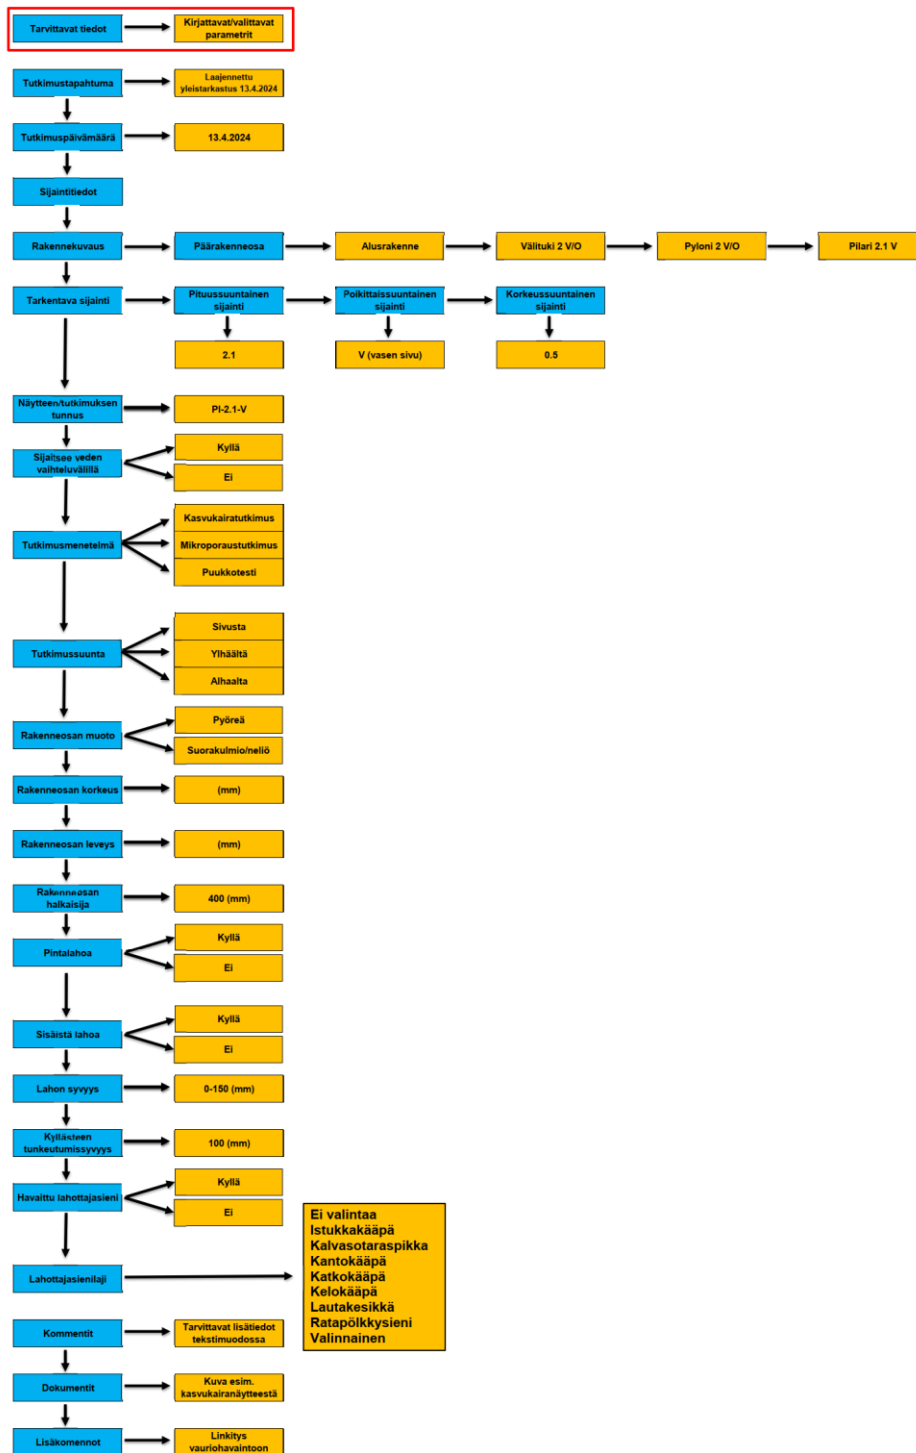 Tarvittavat tiedot
Kirjattavat/valittavat
parametrit
Tutkimustapahtuma
Laajennettu
yleistarkastus 13.4.2024
Tutkimuspäivämäärä
13.4.2024
Sijaintitiedot
Rakennekuvaus
Päärakenneosa
Alusrakenne
Välituki 2 V/O
Pyloni 2 V/O
Pilari 2.1 V
Tarkentava sijainti
Pituussuuntainen
sijainti
Poikittaissuuntainen
sijainti
Korkeussuuntainen
sijainti
2.1
V (vasen sivu)
0.5
Näytteen/tutkimuksen
tunnus
PI-2.1-V
Sijaitsee veden
vaihteluvälillä
Kyllä
Ei
Tutkimusmenetelmä
Kasvukairatutkimus
Mikroporaustutkimus
Puukkotesti
Tutkimussuunta
Sivusta
Ylhäältä
Alhaalta
Rakenneosan muoto
Pyöreä
Suorakulmio/neliö
Rakenneosan korkeus
(mm)
Rakenneosan leveys
(mm)
Rakenneosan
halkaisija
400 (mm)
Pintalahoa
Kyllä
Ei
Sisäistä lahoa
Kyllä
Ei
Lahon syvyys
0-150 (mm)
Kyllästeen
tunkeutumissyvyys
100 (mm)
Havaittu lahottajasieni
Kyllä
Ei
Lahottajasienilaji
Ei valintaa
Istukkakääpä
Kalvasotaraspikka
Kantokääpä
Katkokääpä
Kelokääpä
Lautakesikkä
Ratapölkkysieni
Valinnainen
Kommentit
Tarvittavat lisätiedot
tekstimuodossa
Dokumentit
Kuva esim.
kasvukairanäytteestä
Lisäkomennot
Linkitys
vauriohavaintoon